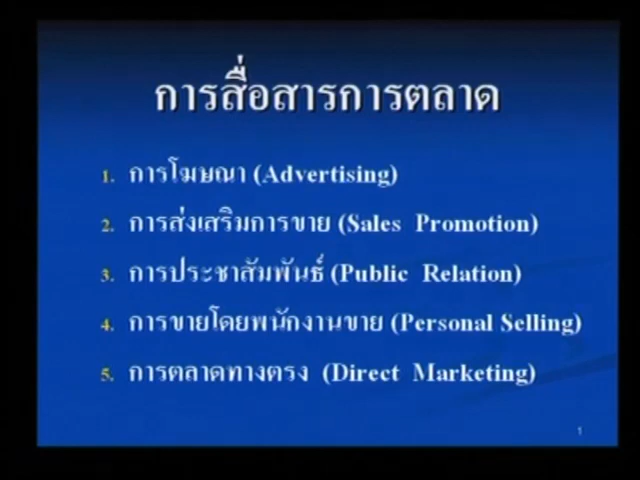 การสื่อสารการตลาด
1. การโฆษณา (Advertising)
2. การส่งเสริมการขาย (Sales Promotion)
3. การประชาสัมพันธ์ (Public Relation)
4. การขายโดยพนักงานขาย (Personal Selling)
5. การตลาดทางตรง (Direct Marketing)
1